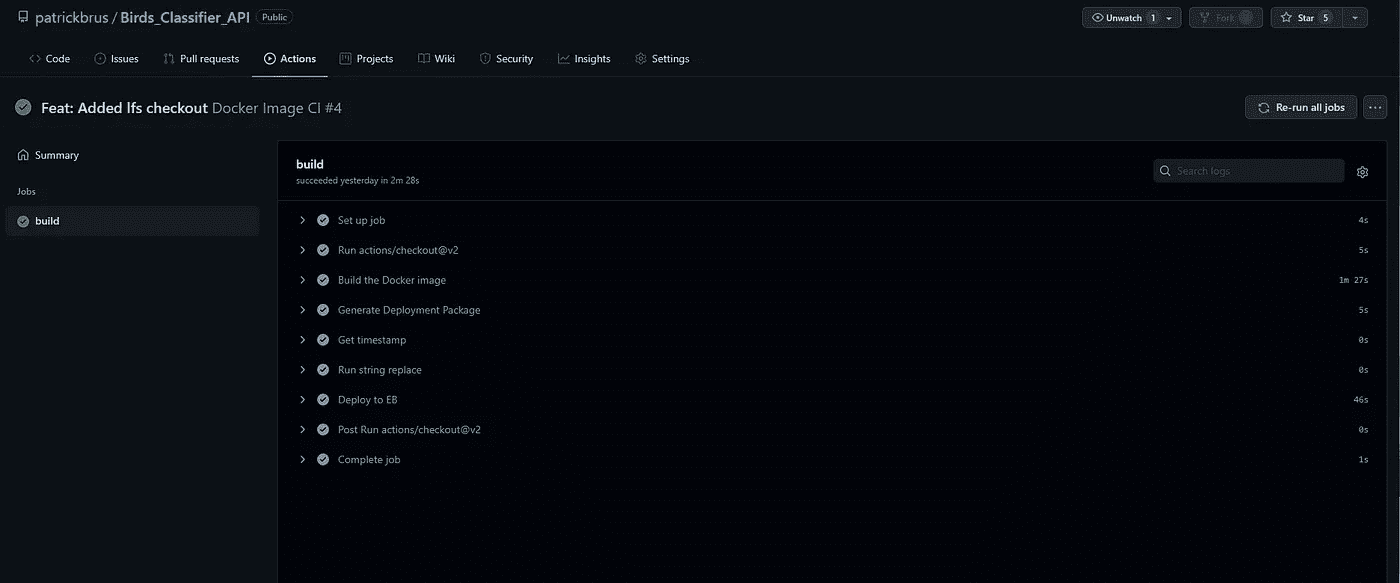 patrickbrus / Birds_Classifier_API Public
Unwatch 1 Fork Star 5
Code Issues Pull requests Actions Projects Wiki Security Insights Settings
Feat: Added lfs checkout Docker Image CI #4
Re-run all jobs
Summary
Jobs
build
build
succeeded yesterday in 2m 28s
Search logs
Set up job 4s
Run actions/checkout@v2 5s
Build the Docker image 1m 27s
Generate Deployment Package 5s
Get timestamp 0s
Run string replace 0s
Deploy to EB 46s
Post Run actions/checkout@v2 0s
Complete job 1s